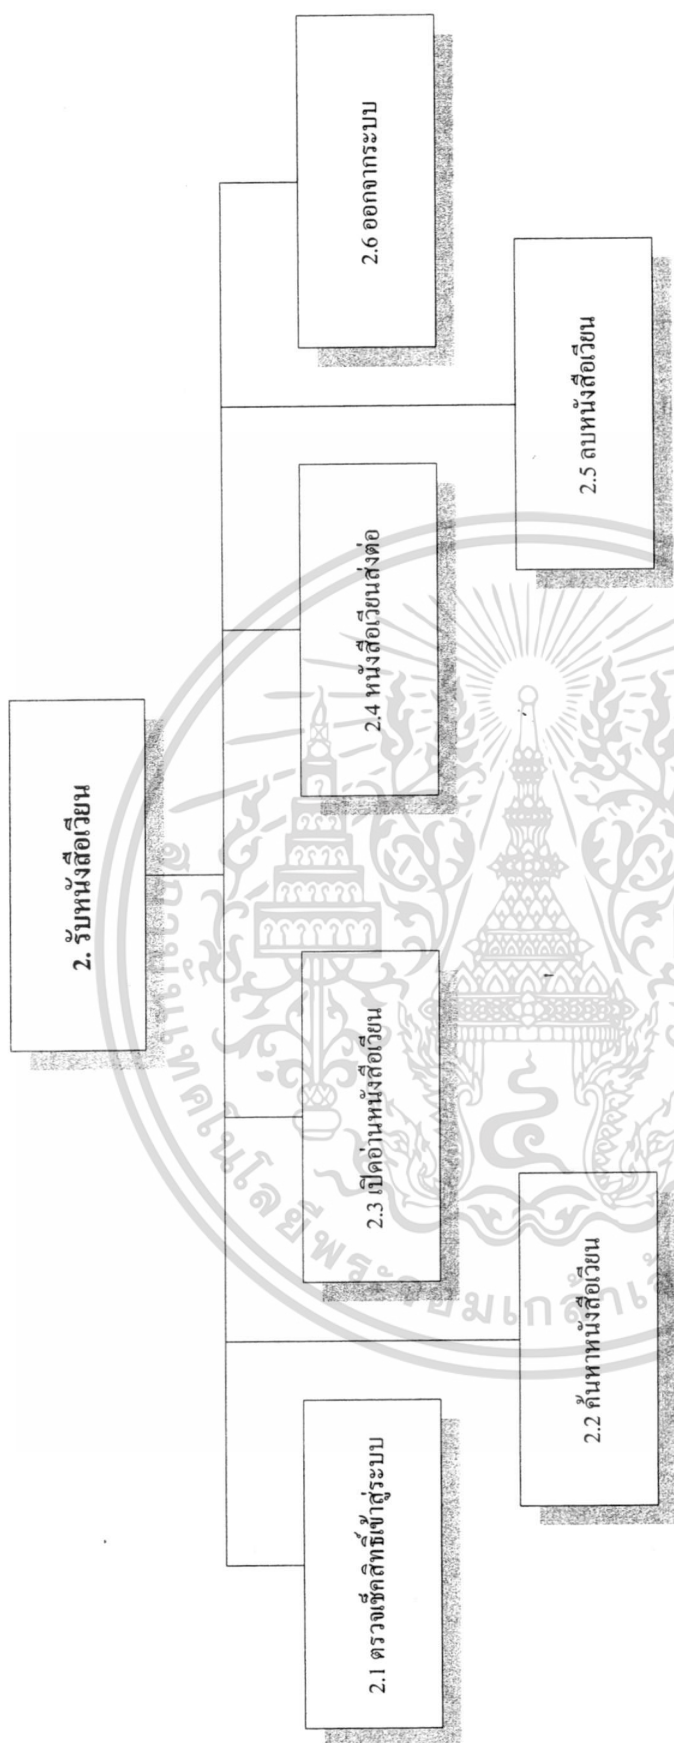 2. รับหนังสือเวียน
2.1 ตรวจเช็คสิทธิ์เข้าสู่ระบบ
2.2 ค้นหาหนังสือเวียน
2.3 เปิดอ่านหนังสือเวียน
2.4 หนังสือเวียนส่งต่อ
2.5 ลบหนังสือเวียน
2.6 ออกจากระบบ